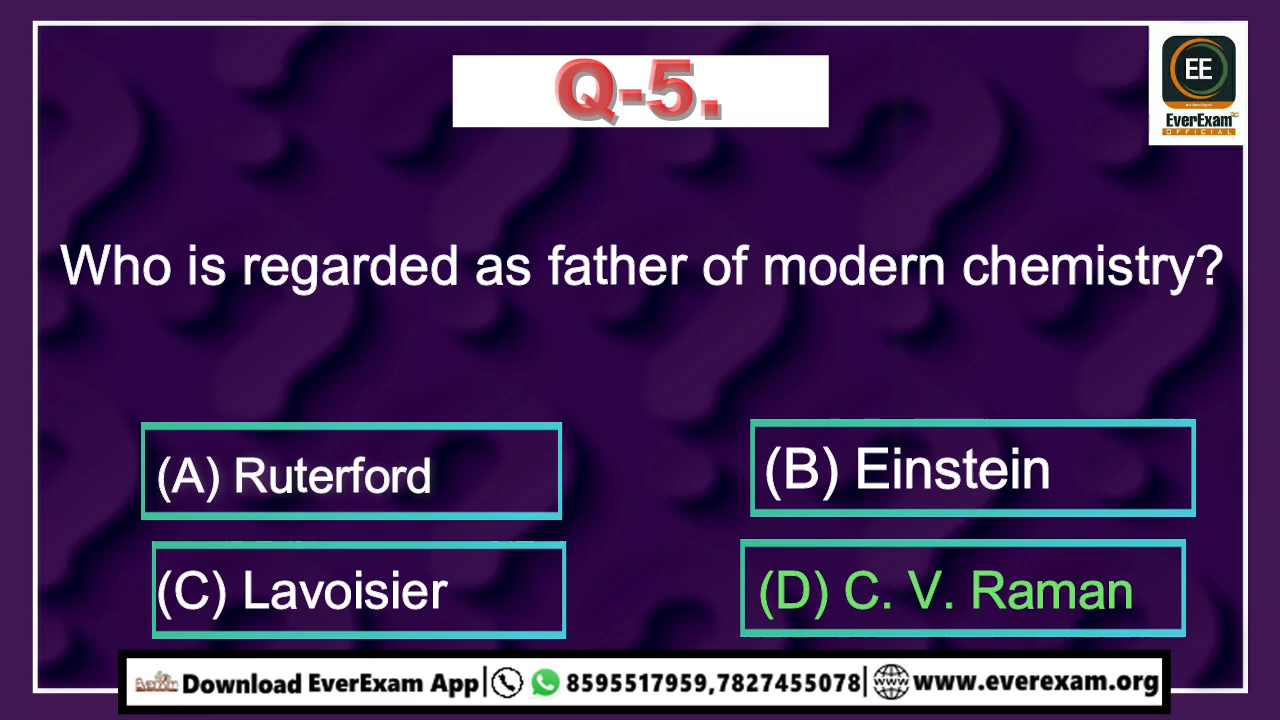 Q-5.
EE
EverExam
OFFICIAL
Who is regarded as father of modern chemistry?
(A) Ruterford
(B) Einstein
(C) Lavoisier
(D) C. V. Raman
Download EverExam App| 8595517959,7827455078| www.everexam.org